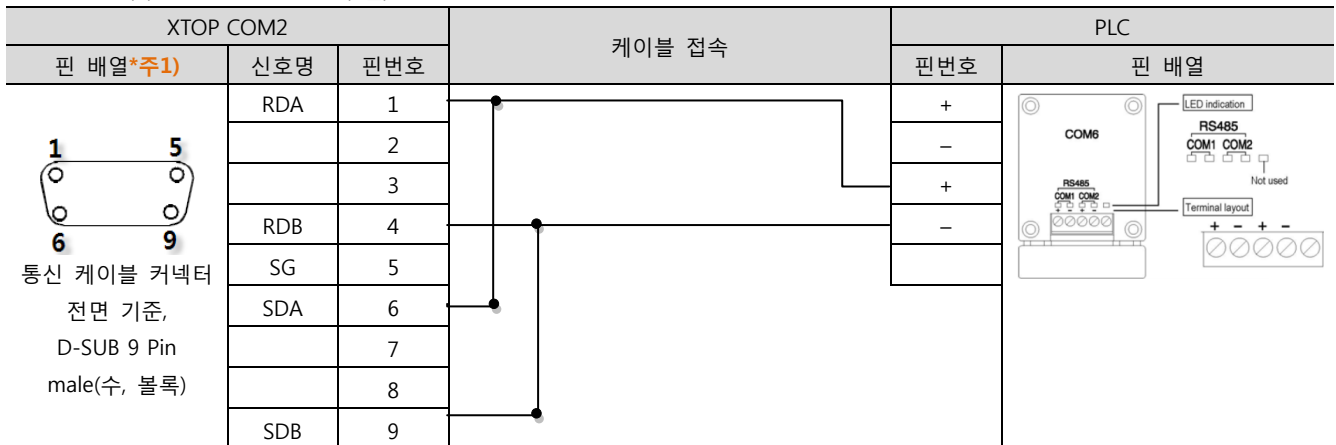 XTOP COM2
케이블 접속
PLC
핀 배열*주1)
신호명
핀번호
핀번호
핀 배열
RDA
1
+
2
–
3
+
RDB
4
–
SG
5
SDA
6
7
8
SDB
9
1 5
6 9
통신 케이블 커넥터
전면 기준,
D-SUB 9 Pin
male(수, 볼록)
COM6
RS485
COM1 COM2
+ – + –
LED indication
RS485
COM1 COM2
Not used
Terminal layout
+ – + –